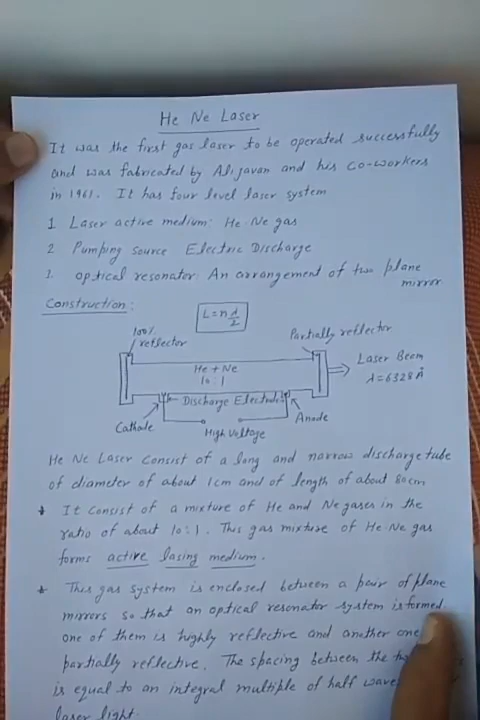 He Ne Laser
It was the first gas laser to be operated successfully
and was fabricated by Ali javan and his co-workers
in 1961. It has four level laser system
1 Laser active medium: He-Ne gas
2 Pumping source Electric Discharge
3. optical resonator: An arrangement of two plane
mirror
Construction:
L=nλ/2
100%
reflector
Partially reflector
He + Ne
10:1
Laser Beam
λ=6328 Å
Discharge Electrode
Cathode
High Voltage
Anode
He Ne Laser consist of a long and narrow discharge tube
of diameter of about 1cm and of length of about 80cm
It consist of a mixture of He and Ne gases in the
ratio of about 10:1. This gas mixture of He-Ne gas
forms active lasing medium.
This gas system is enclosed between a pair of plane
mirrors so that an optical resonator system is formed
one of them is highly reflective and another one
partially reflective. The spacing between the
is equal to an integral multiple of half
laser light.